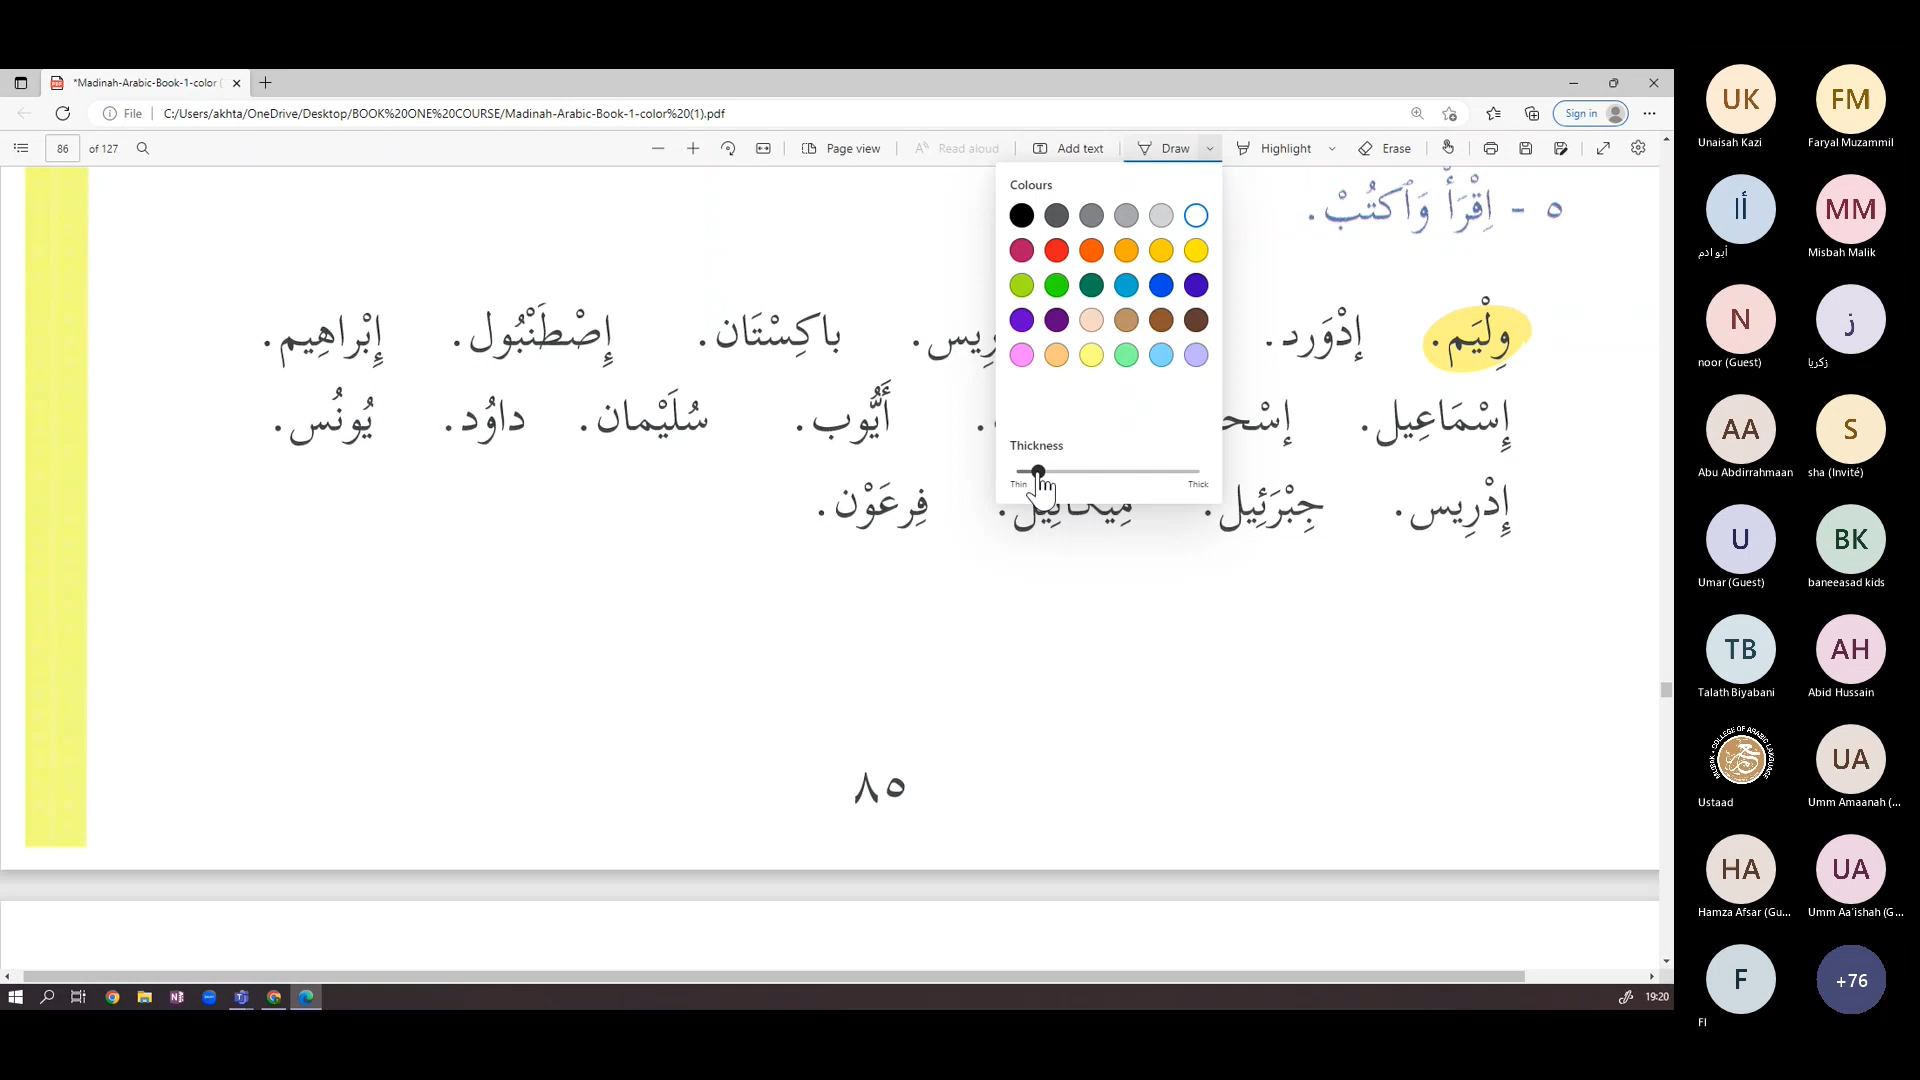 *Madinah-Arabic-Book-1-color (
File
C:/Users/akhta/OneDrive/Desktop/BOOK%20ONE%20COURSE/Madinah-Arabic-Book-1-color%20(1).pdf
Sign in
86 of 127
Page view
Read aloud
Add text
Draw
Highlight
Erase
Colours
Thickness
Thin
Thick
٥ - اِقْرَأْ وَٱكتُبْ .
وِلْيَم . إِدْوَرد . باكِسْتَان . إِصْطَنْبُول . إِبْراهِيم .
إِسْمَاعِيل . أَيُّوب . سُلَيْمان . داوُد . يُونُس .
إِدْرِيس . جِبْرَئِيل . فِرعَوْن .
٨٥
19:20
UK
Unaisah Kazi
FM
Faryal Muzammil
أا
أبو ادم
MM
Misbah Malik
N
noor (Guest)
ز
زكريا
AA
Abu Abdirrahmaan
S
sha (Invité)
U
Umar (Guest)
BK
baneeasad kids
TB
Talath Biyabani
AH
Abid Hussain
Ustaad
UA
Umm Amaanah (...
HA
Hamza Afsar (Gu...
UA
Umm Aa'ishah (G...
F
FI
+76